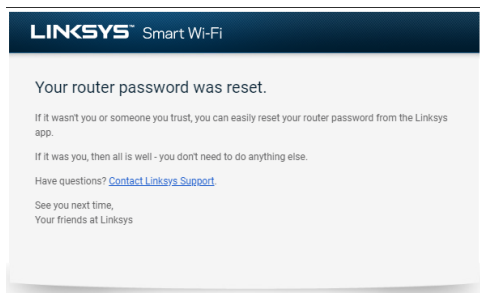 LINKSYS™ Smart Wi-Fi
Your router password was reset.
If it wasn't you or someone you trust, you can easily reset your router password from the Linksys
app.
If it was you, then all is well - you don't need to do anything else.
Have questions? Contact Linksys Support.
See you next time,
Your friends at Linksys